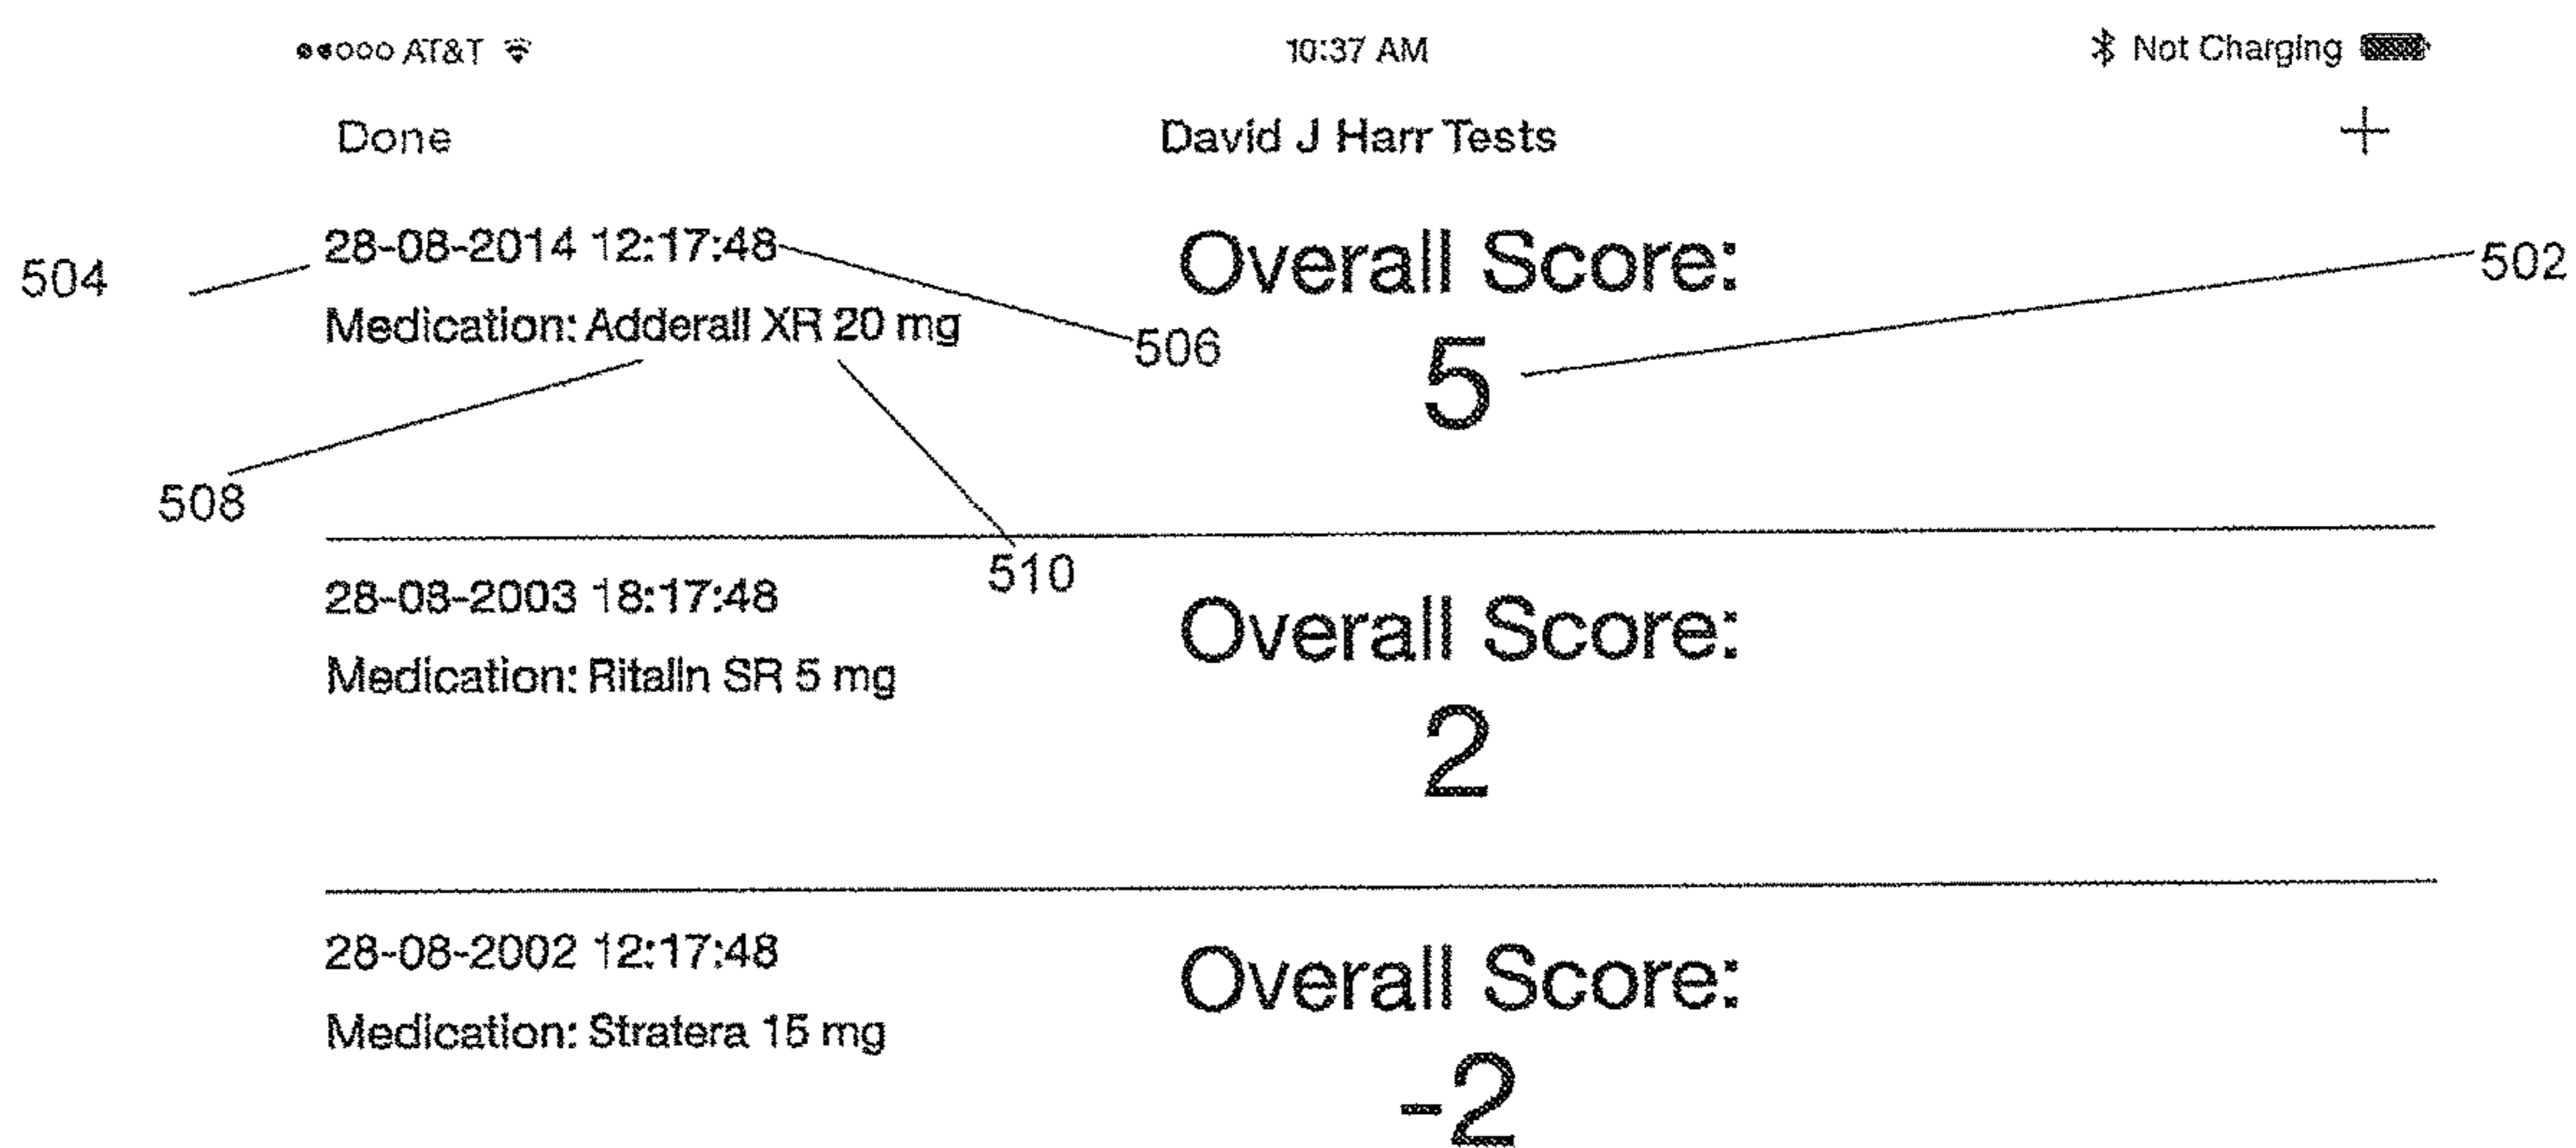 AT&T 10:37 AM Not Charging
Done David J Harr Tests +
504 28-08-2014 12:17:48 Overall Score: 502
Medication: Adderall XR 20 mg 506 5
508
510
28-08-2003 18:17:48 Overall Score:
Medication: Ritalin SR 5 mg 2
28-08-2002 12:17:48 Overall Score:
Medication: Stratera 15 mg -2